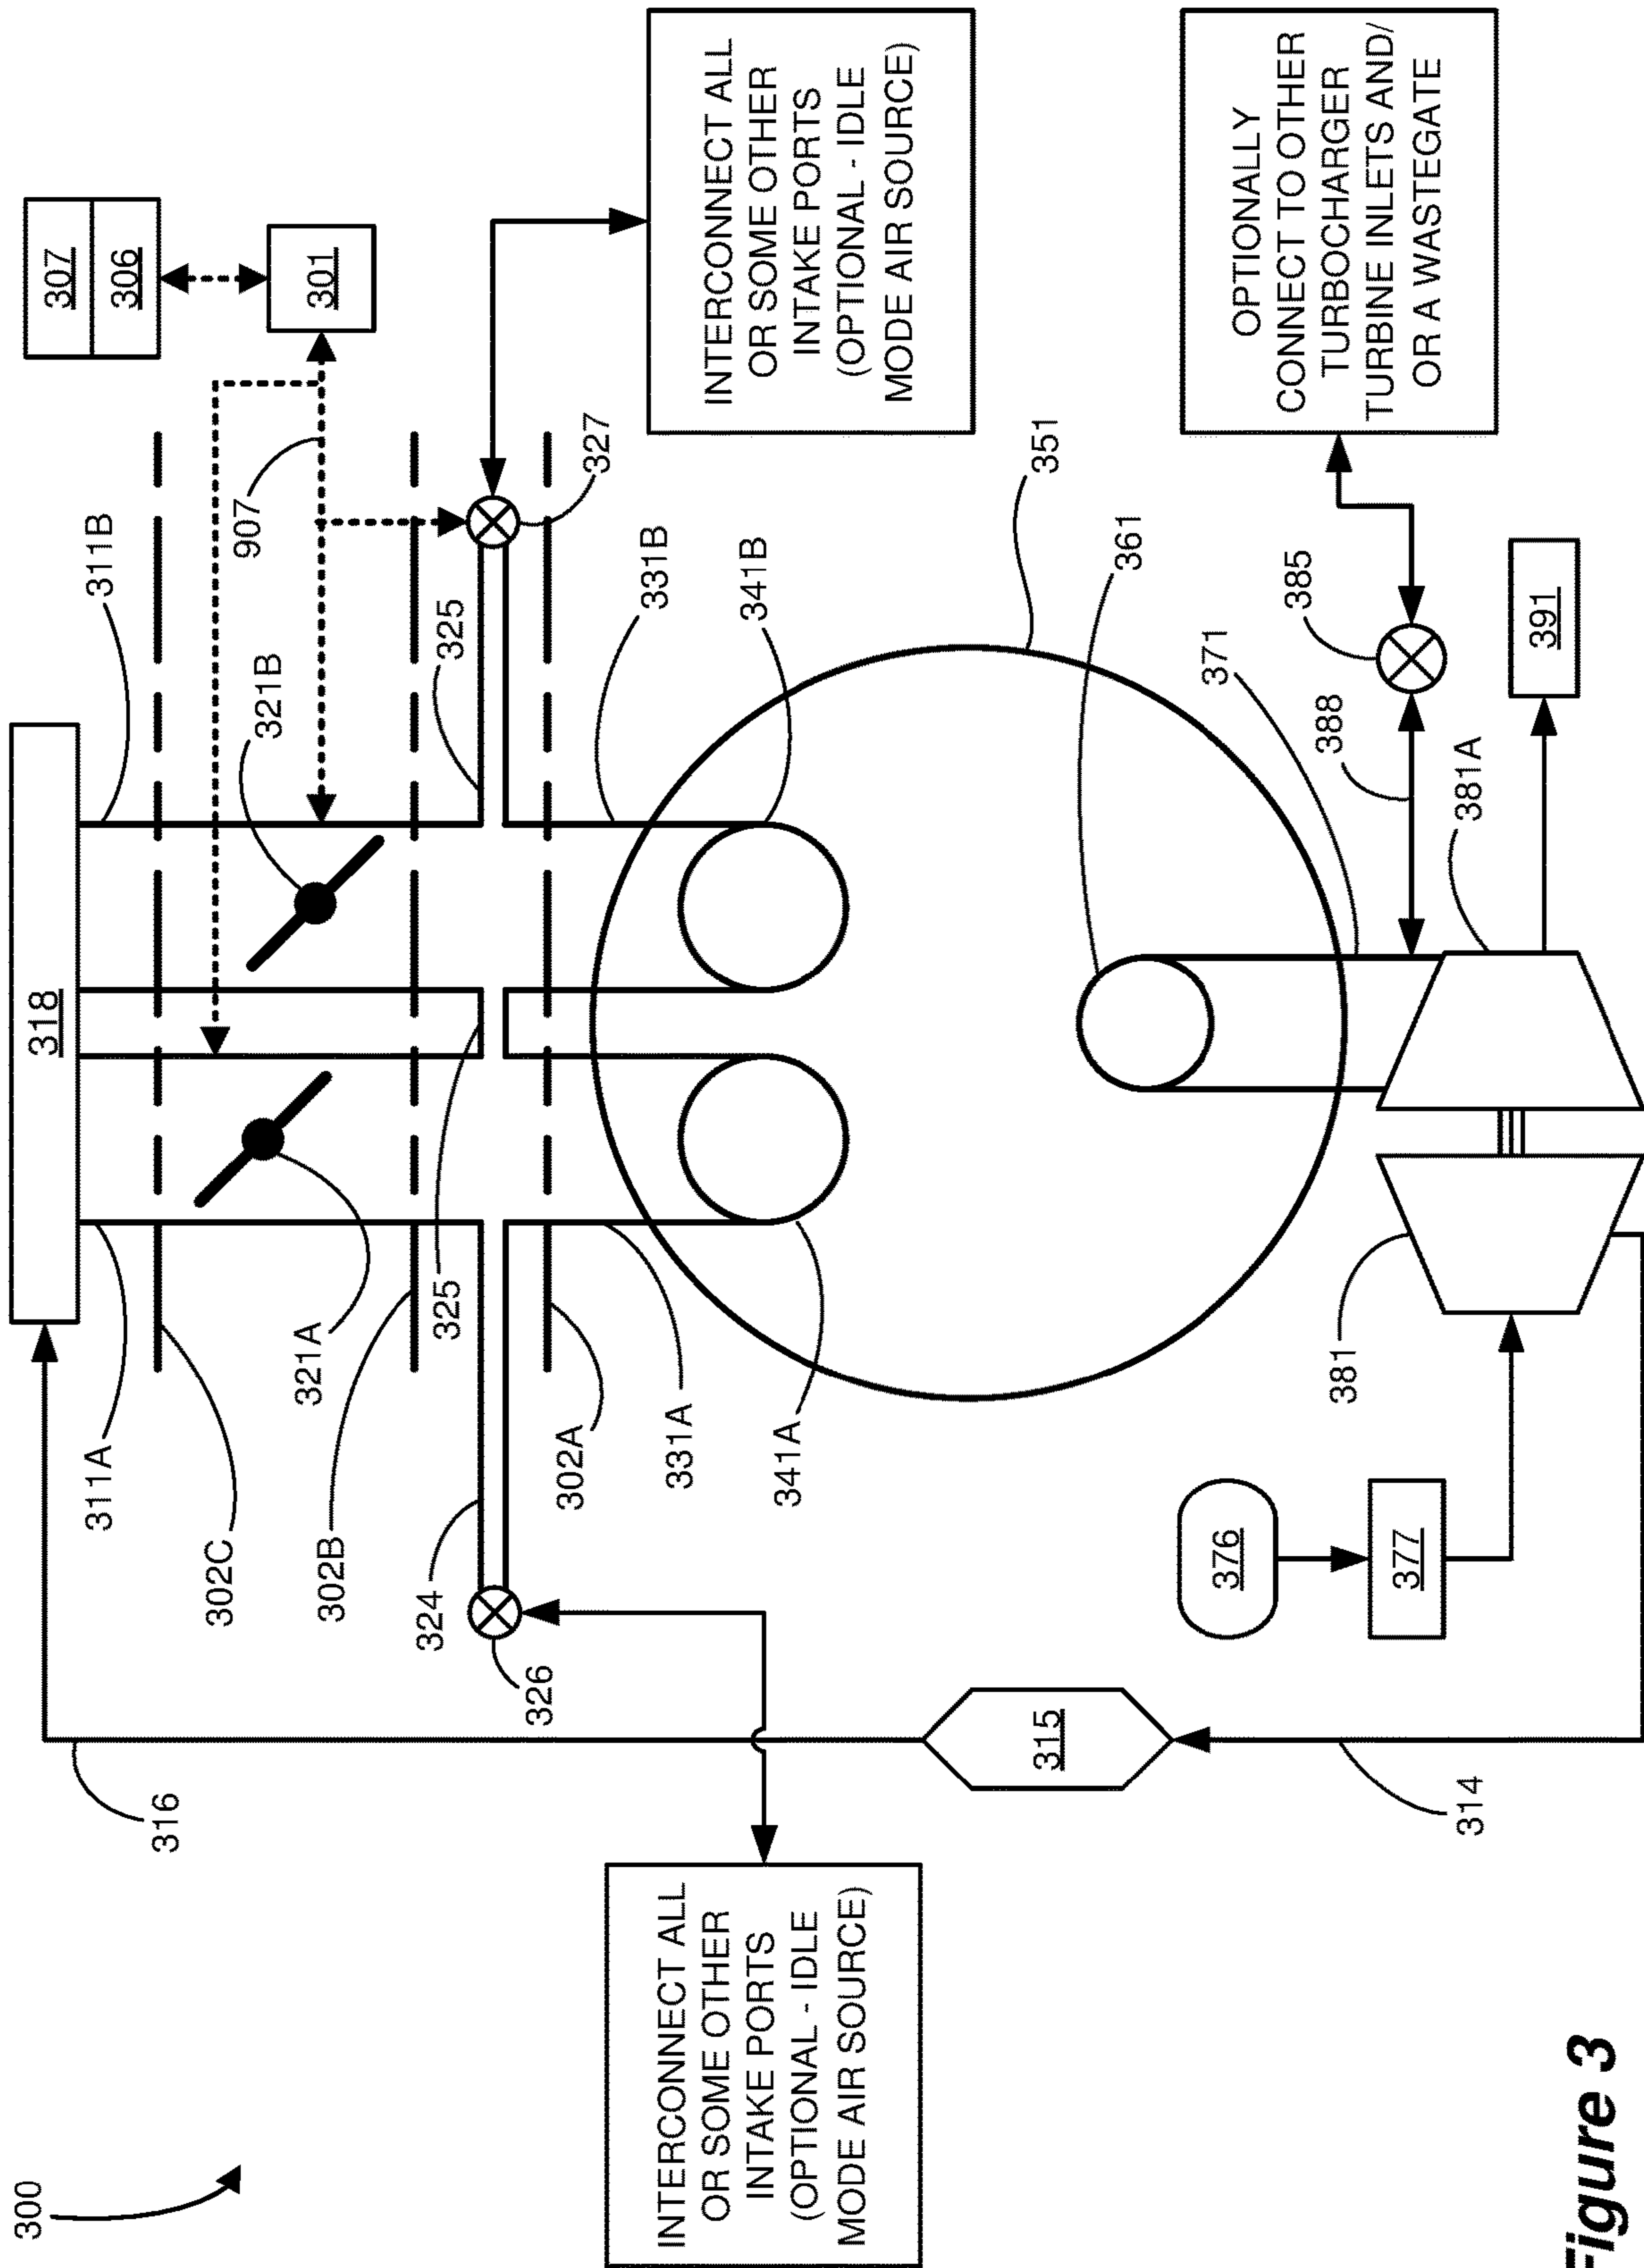 300
316
318
311A
311B
307
306
302C
907
321B
301
321A
302B
325
324
325
326
327
302A
331A
331B
341A
341B
INTERCONNECT ALL
OR SOME OTHER
INTAKE PORTS
(OPTIONAL - IDLE
MODE AIR SOURCE)
INTERCONNECT ALL
OR SOME OTHER
INTAKE PORTS
(OPTIONAL - IDLE
MODE AIR SOURCE)
351
315
361
376
371
377
381
388
385
OPTIONALLY
CONNECT TO OTHER
TURBOCHARGER
TURBINE INLETS AND/
OR A WASTEGATE
314
381A
391
Figure 3